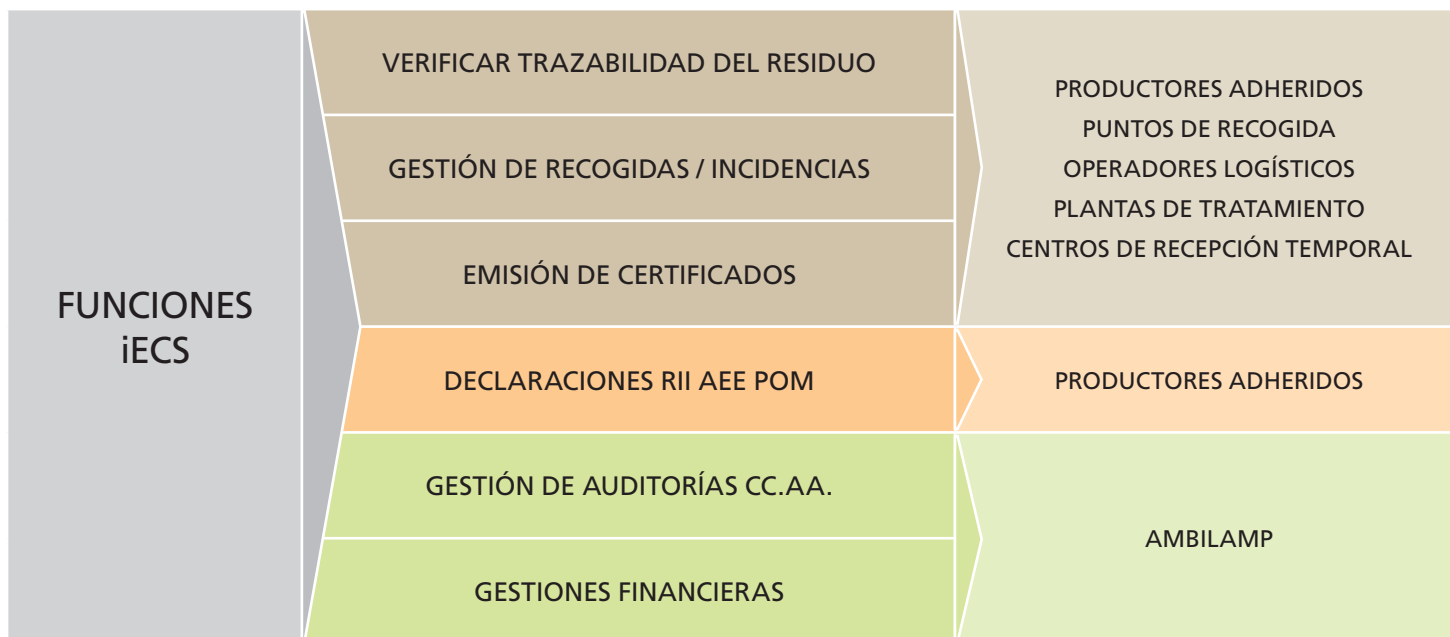 FUNCIONES
iECS
VERIFICAR TRAZABILIDAD DEL RESIDUO
GESTIÓN DE RECOGIDAS / INCIDENCIAS
EMISIÓN DE CERTIFICADOS
PRODUCTORES ADHERIDOS
PUNTOS DE RECOGIDA
OPERADORES LOGÍSTICOS
PLANTAS DE TRATAMIENTO
CENTROS DE RECEPCIÓN TEMPORAL
DECLARACIONES RII AEE POM
PRODUCTORES ADHERIDOS
GESTIÓN DE AUDITORÍAS CC.AA.
GESTIONES FINANCIERAS
AMBILAMP